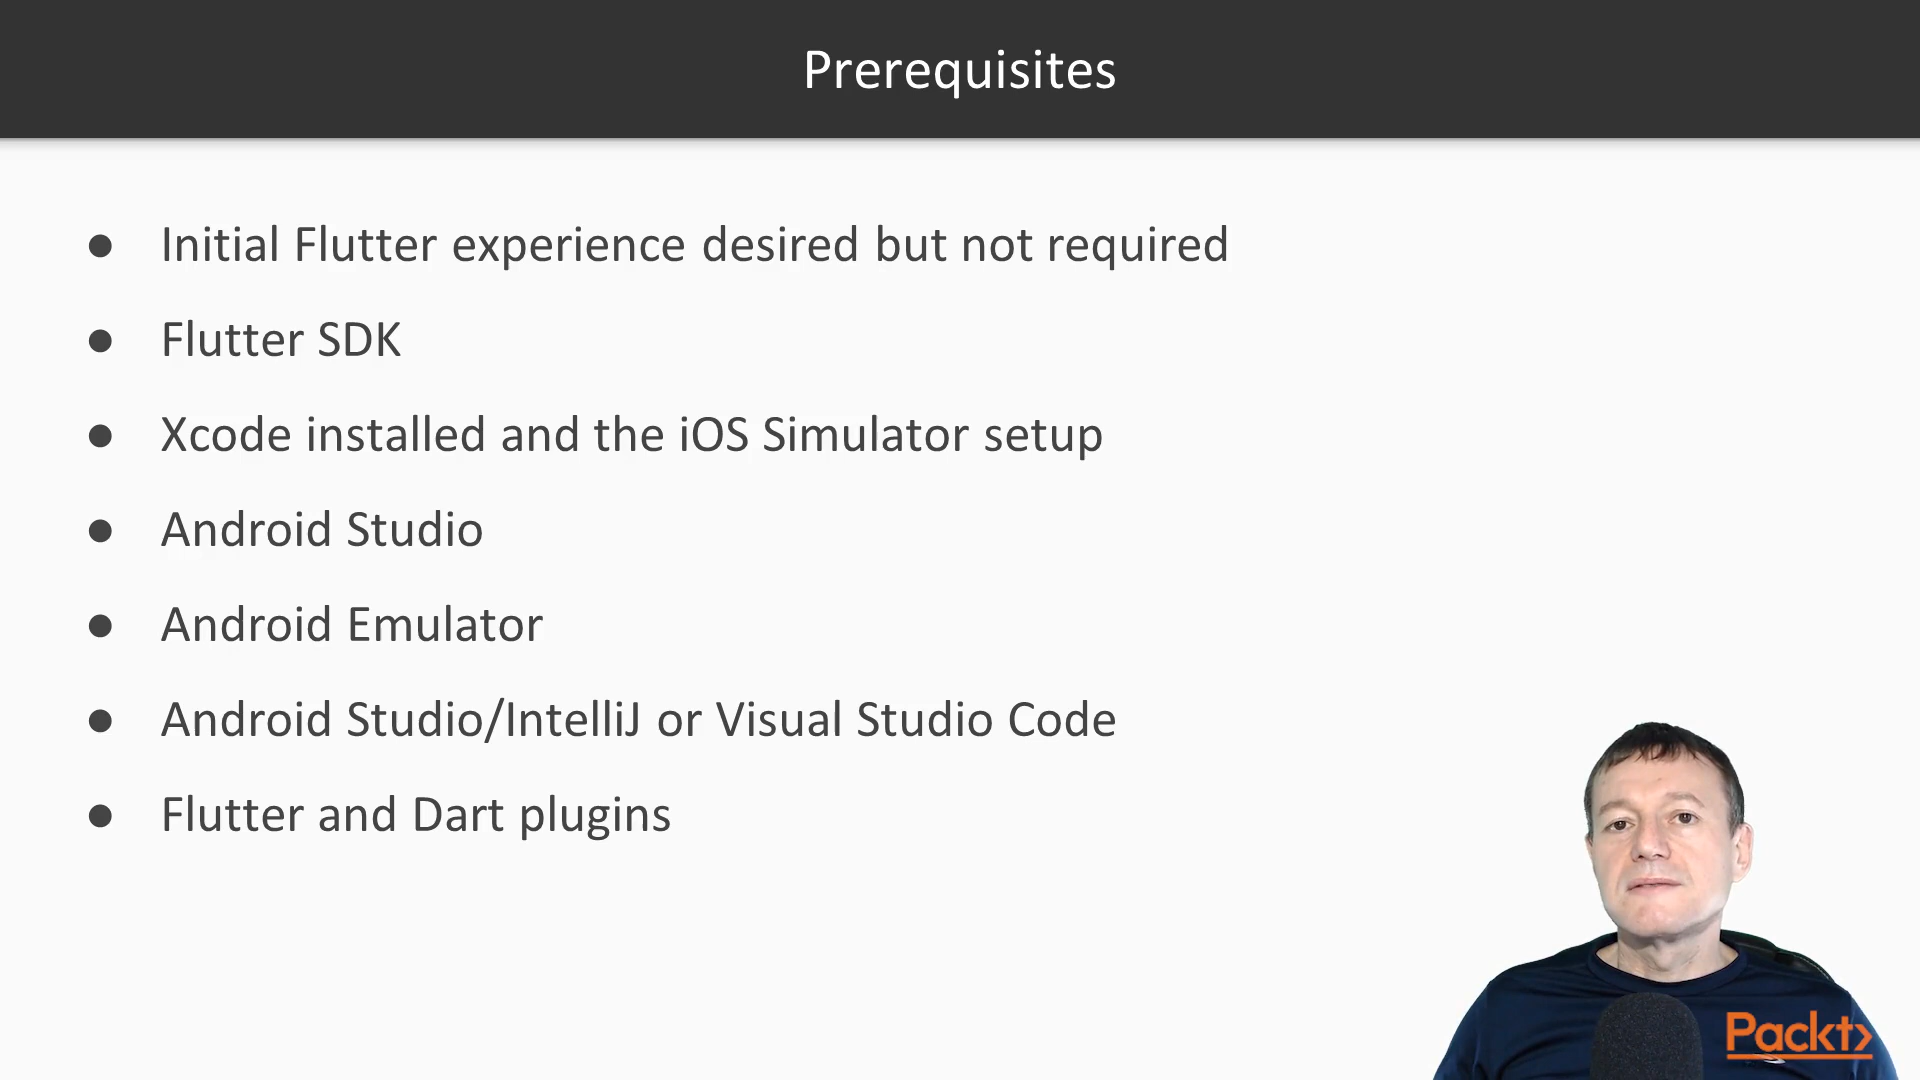 Prerequisites
● Initial Flutter experience desired but not required
● Flutter SDK
● Xcode installed and the iOS Simulator setup
● Android Studio
● Android Emulator
● Android Studio/IntelliJ or Visual Studio Code
● Flutter and Dart plugins
Packt>